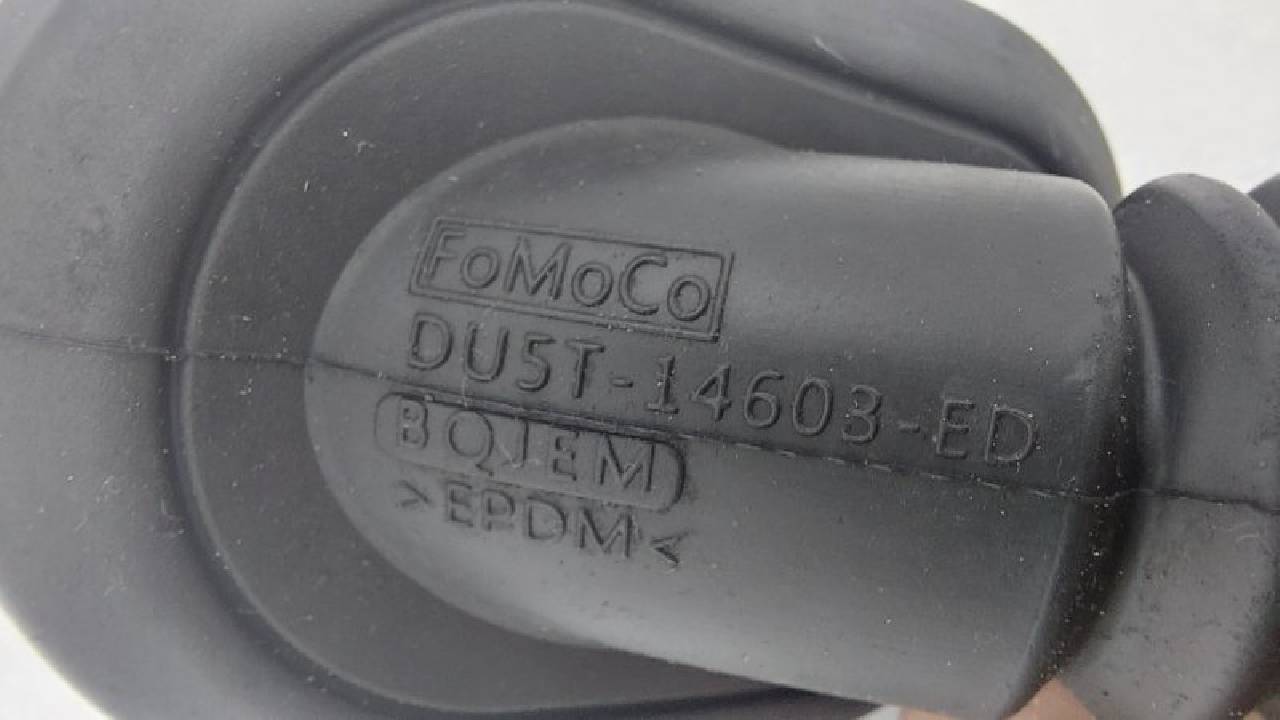 FoMoCo
DU5T-14603-ED
BQJEM
>EPDM<